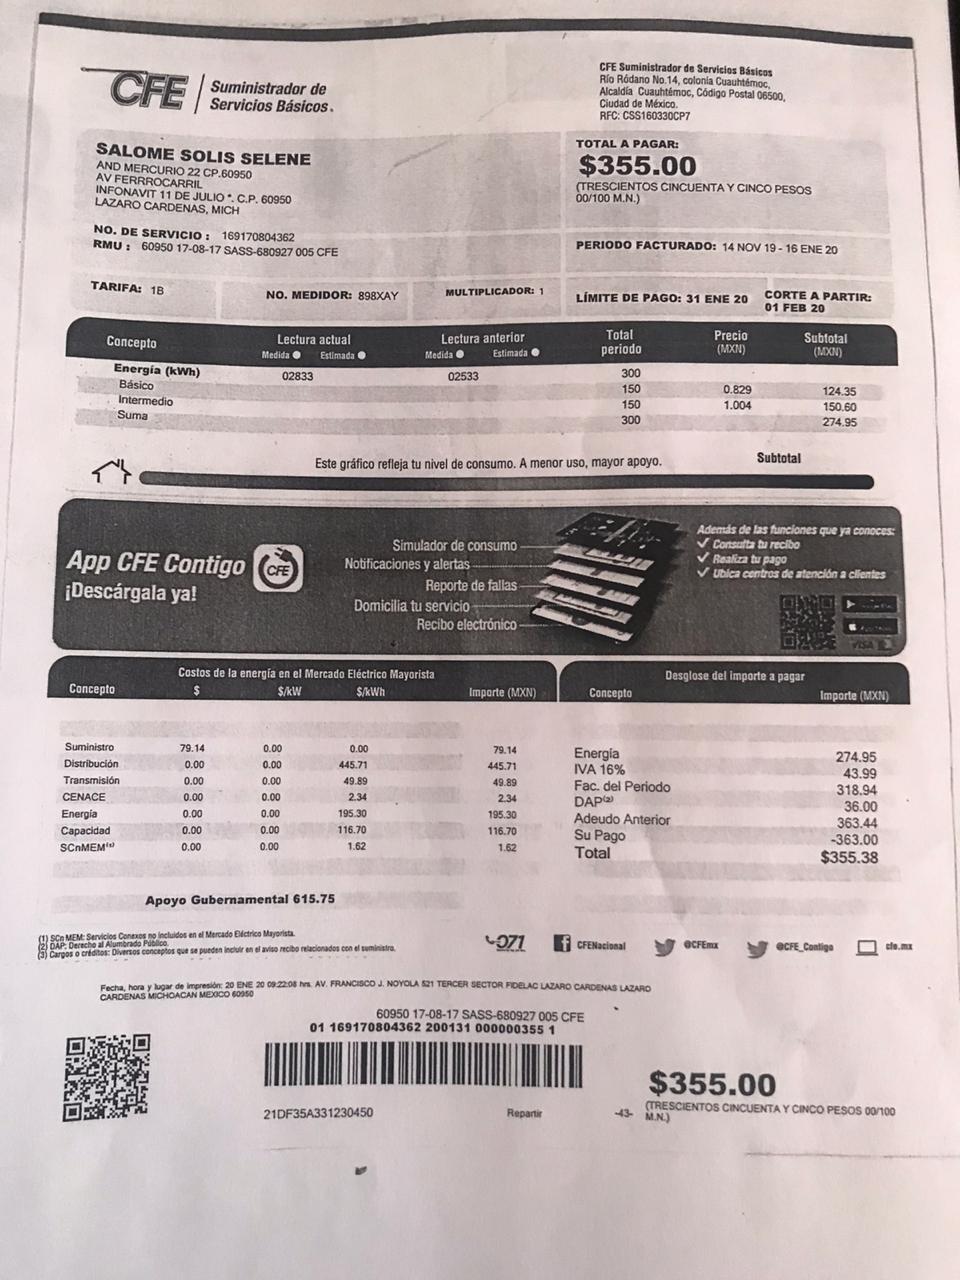 CFE Suministrador de
Servicios Básicos.
CFE Suministrador de Servicios Básicos
Río Ródano No.14, colonia Cuauhtémoc,
Alcaldía Cuauhtémoc, Código Postal 06500,
Ciudad de México.
RFC: CSS160330CP7
SALOME SOLIS SELENE
AND MERCURIO 22 CP.60950
AV FERRROCARRIL
INFONAVIT 11 DE JULIO *. C.P. 60950
LAZARO CARDENAS, MICH
TOTAL A PAGAR:
$355.00
(TRESCIENTOS CINCUENTA Y CINCO PESOS
00/100 M.N.)
NO. DE SERVICIO : 169170804362
RMU : 60950 17-08-17 SASS-680927 005 CFE
PERIODO FACTURADO: 14 NOV 19 - 16 ENE 20
TARIFA: 1B
NO. MEDIDOR: 898XAY
MULTIPLICADOR: 1
LÍMITE DE PAGO: 31 ENE 20
CORTE A PARTIR:
01 FEB 20
Concepto Lectura actual Lectura anterior Total periodo Precio (MXN) Subtotal (MXN)
Medida Estimada Medida Estimada
Energía (kWh) 02833 02533 300
Básico 150 0.829 124.35
Intermedio 150 1.004 150.60
Suma 300 274.95
Este gráfico refleja tu nivel de consumo. A menor uso, mayor apoyo.
Subtotal
App CFE Contigo
¡Descárgala ya!
CFE
Simulador de consumo
Notificaciones y alertas
Reporte de fallas
Domicilia tu servicio
Recibo electrónico
Además de las funciones que ya conoces:
Consulta tu recibo
Realiza tu pago
Ubica centros de atención a clientes
VISA
Costos de la energía en el Mercado Eléctrico Mayorista
Concepto $ $/kW $/kWh Importe (MXN)
Suministro 79.14 0.00 0.00 79.14
Distribución 0.00 0.00 445.71 445.71
Transmisión 0.00 0.00 49.89 49.89
CENACE 0.00 0.00 2.34 2.34
Energía 0.00 0.00 195.30 195.30
Capacidad 0.00 0.00 116.70 116.70
SCnMEM(1) 0.00 0.00 1.62 1.62
Apoyo Gubernamental 615.75
Desglose del importe a pagar
Concepto Importe (MXN)
Energía 274.95
IVA 16% 43.99
Fac. del Periodo 318.94
DAP(2) 36.00
Adeudo Anterior 363.44
Su Pago -363.00
Total $355.38
(1) SCn MEM: Servicios Conexos no incluidos en el Mercado Eléctrico Mayorista.
(2) DAP: Derecho al Alumbrado Público.
(3) Cargos o créditos: Diversos conceptos que se pueden incluir en el aviso recibo relacionados con el suministro.
071 CFENacional @CFEmx @CFE_Contigo cfe.mx
Fecha, hora y lugar de impresión: 20 ENE 20 09:22:08 hrs. AV. FRANCISCO J. NOYOLA 521 TERCER SECTOR FIDELAC LAZARO CARDENAS LAZARO
CARDENAS MICHOACAN MEXICO 60950
60950 17-08-17 SASS-680927 005 CFE
01 169170804362 200131 000000355 1
21DF35A331230450
Repartir
-43-
$355.00
(TRESCIENTOS CINCUENTA Y CINCO PESOS 00/100
M.N.)